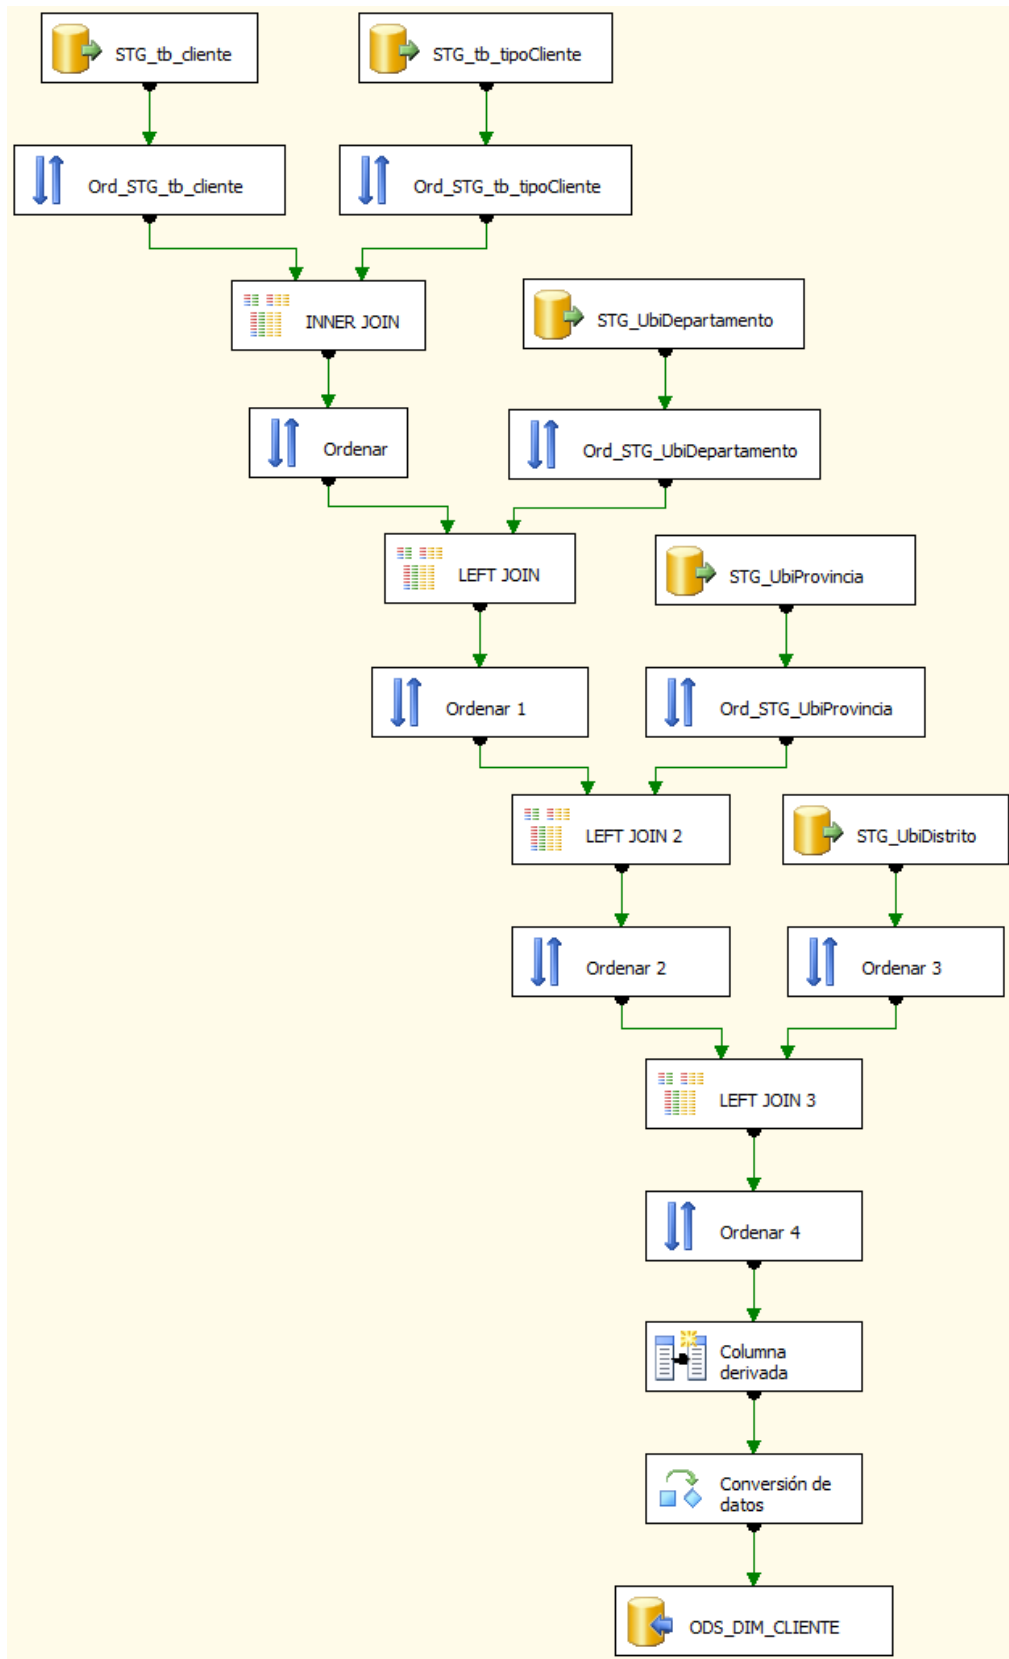 STG_tb_cliente
STG_tb_tipoCliente
Ord_STG_tb_cliente
Ord_STG_tb_tipoCliente
INNER JOIN
STG_UbiDepartamento
Ordenar
Ord_STG_UbiDepartamento
LEFT JOIN
STG_UbiProvincia
Ordenar 1
Ord_STG_UbiProvincia
LEFT JOIN 2
STG_UbiDistrito
Ordenar 2
Ordenar 3
LEFT JOIN 3
Ordenar 4
Columna
derivada
Conversión de
datos
ODS_DIM_CLIENTE